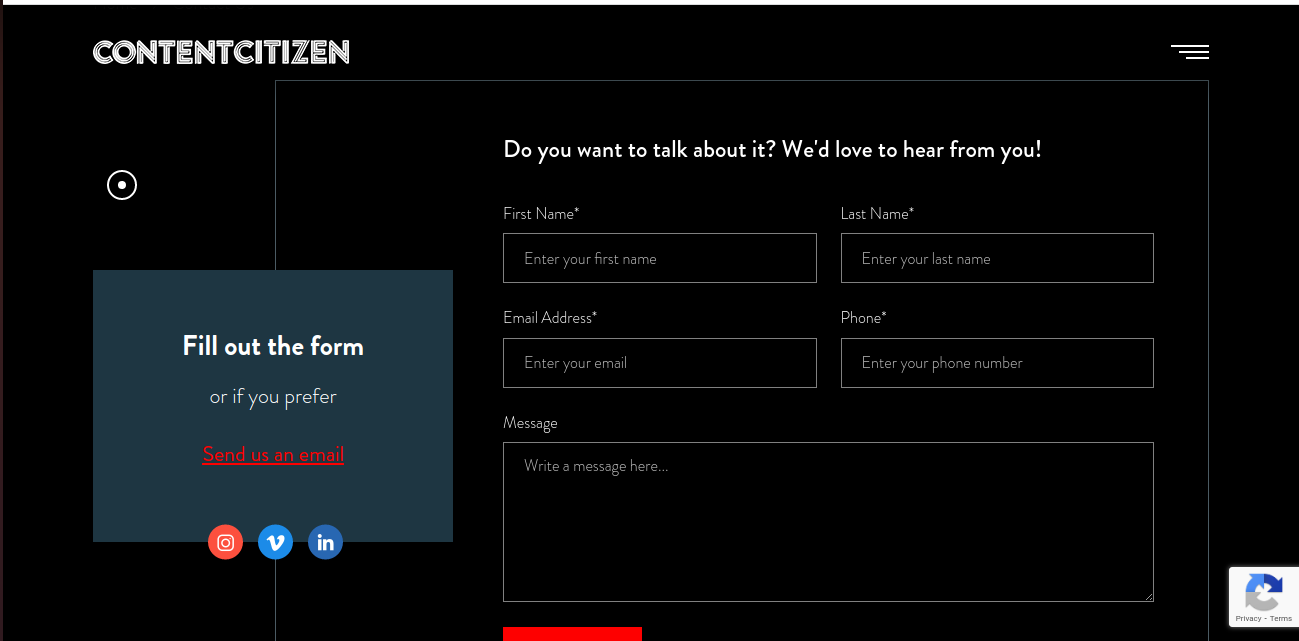 CONTENTCITIZEN
Do you want to talk about it? We'd love to hear from you!
First Name*
Last Name*
Enter your first name
Enter your last name
Email Address*
Phone*
Enter your email
Enter your phone number
Message
Write a message here...
Fill out the form
or if you prefer
Send us an email
in
Privacy - Terms